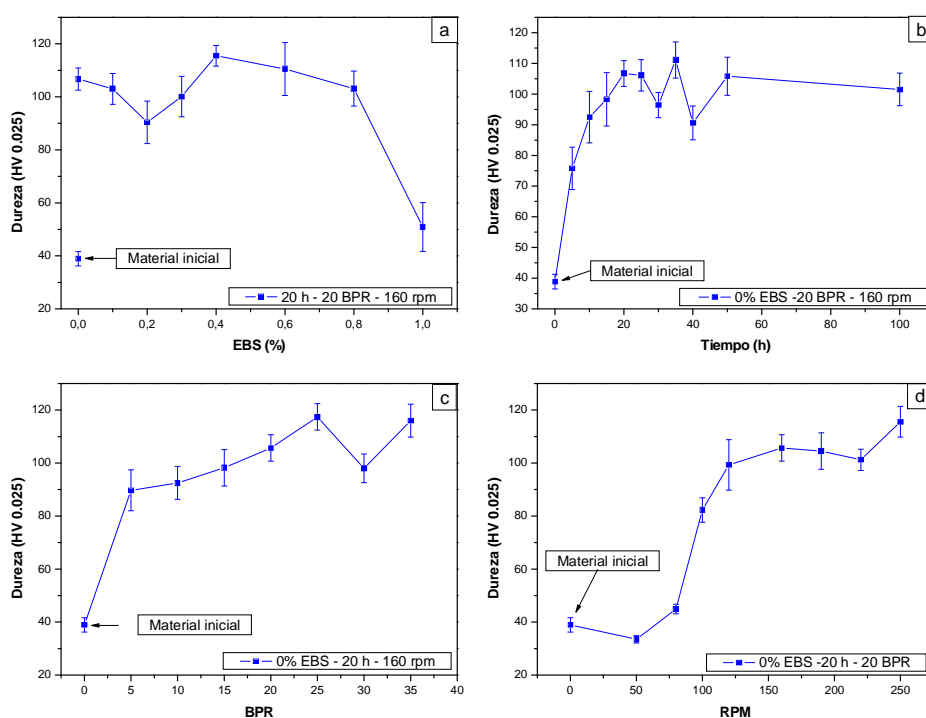 a
120
100
80
60
40
20
Dureza (HV 0.025)
Material inicial
20 h - 20 BPR - 160 rpm
0,0 0,2 0,4 0,6 0,8 1,0
EBS (%)
b
120
110
100
90
80
70
60
50
40
30
Dureza (HV 0.025)
Material inicial
0% EBS -20 BPR - 160 rpm
0 20 40 60 80 100
Tiempo (h)
c
120
100
80
60
40
20
Dureza (HV 0.025)
Material inicial
0% EBS - 20 h - 160 rpm
0 5 10 15 20 25 30 35 40
BPR
d
120
100
80
60
40
20
Dureza (HV 0.025)
Material inicial
0% EBS -20 h - 20 BPR
0 50 100 150 200 250
RPM